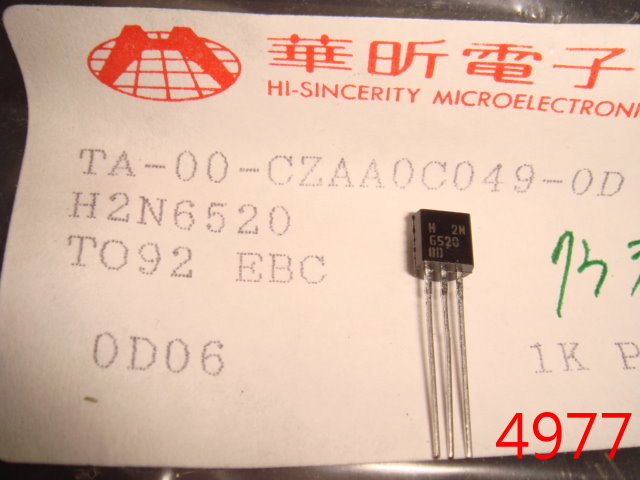 華昕電子
HI-SINCERITY MICROELECTRONI
TA-00-CZAA0C049-0D
H2N6520
TO92 EBC
H 2N
6520
0D06
1K P
4977